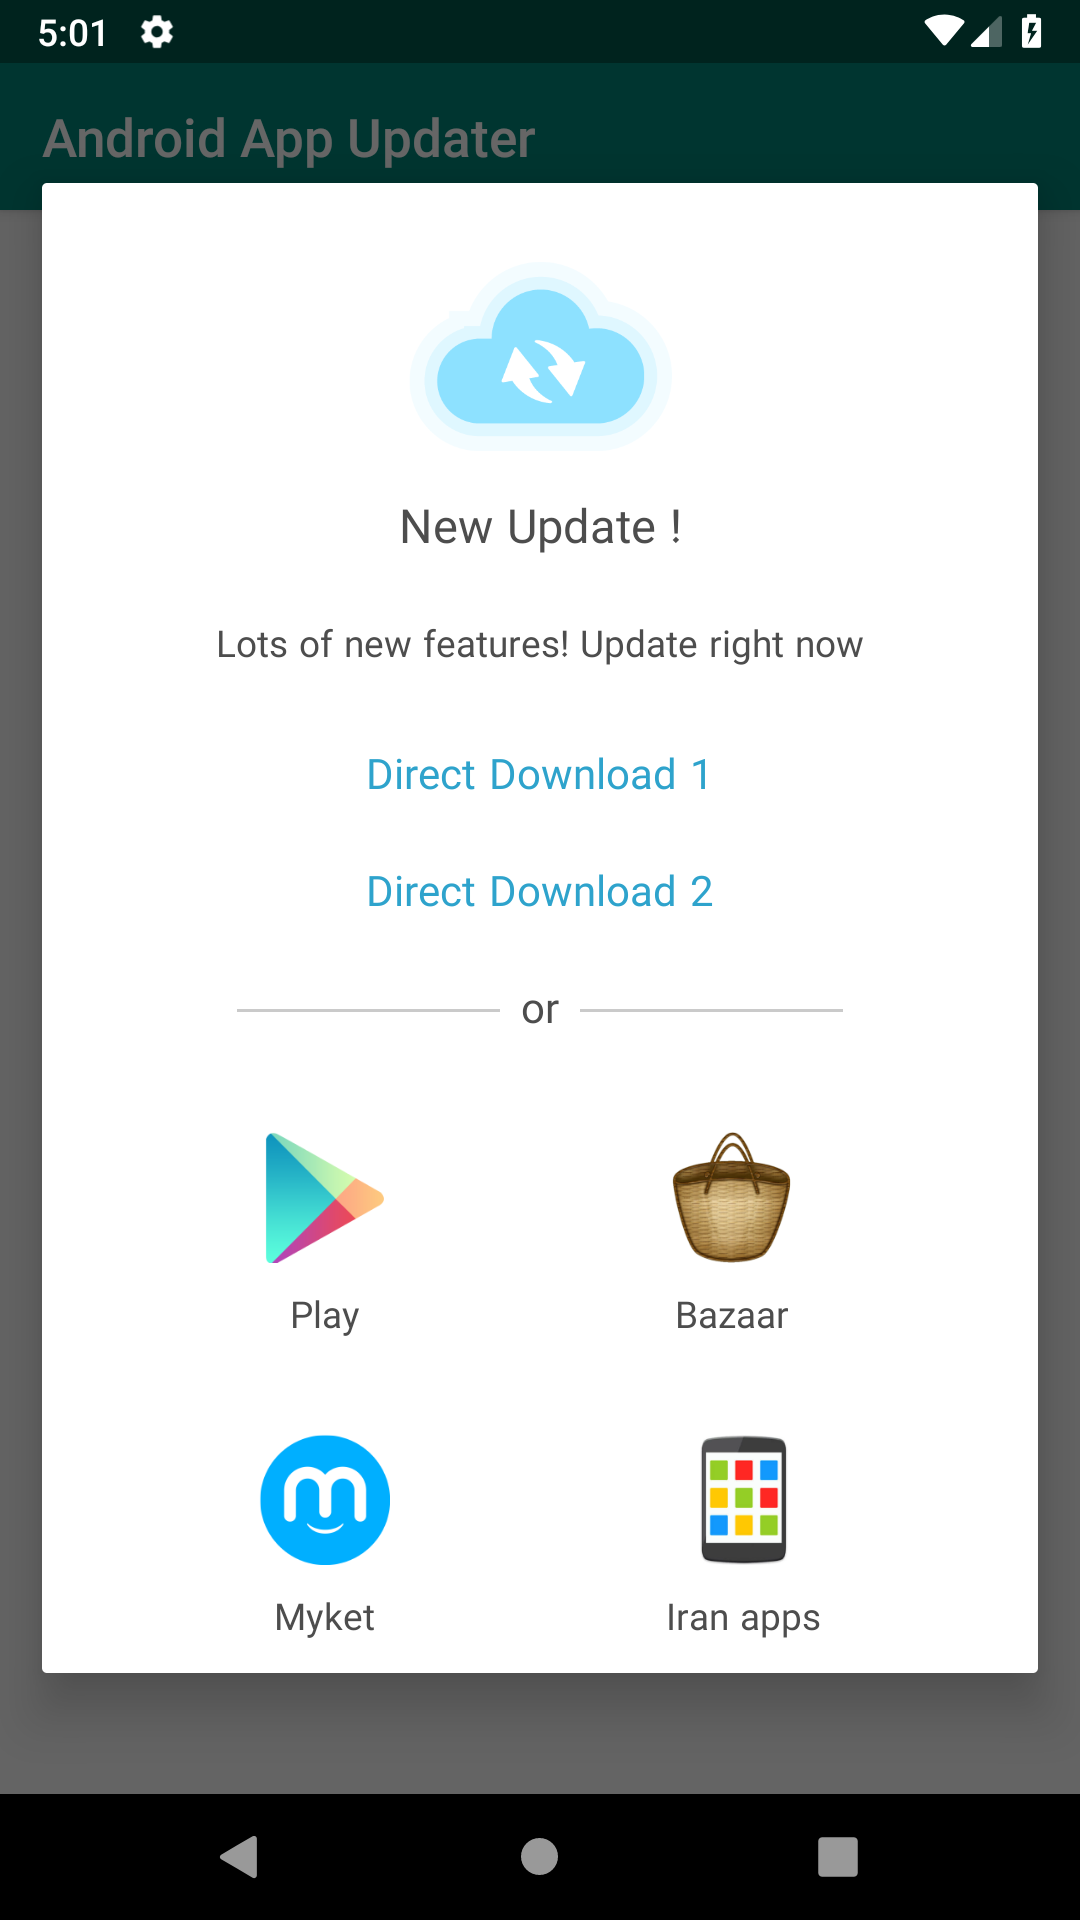 5:01
Android App Updater
New Update !
Lots of new features! Update right now
Direct Download 1
Direct Download 2
or
Play
Bazaar
Myket
Iran apps